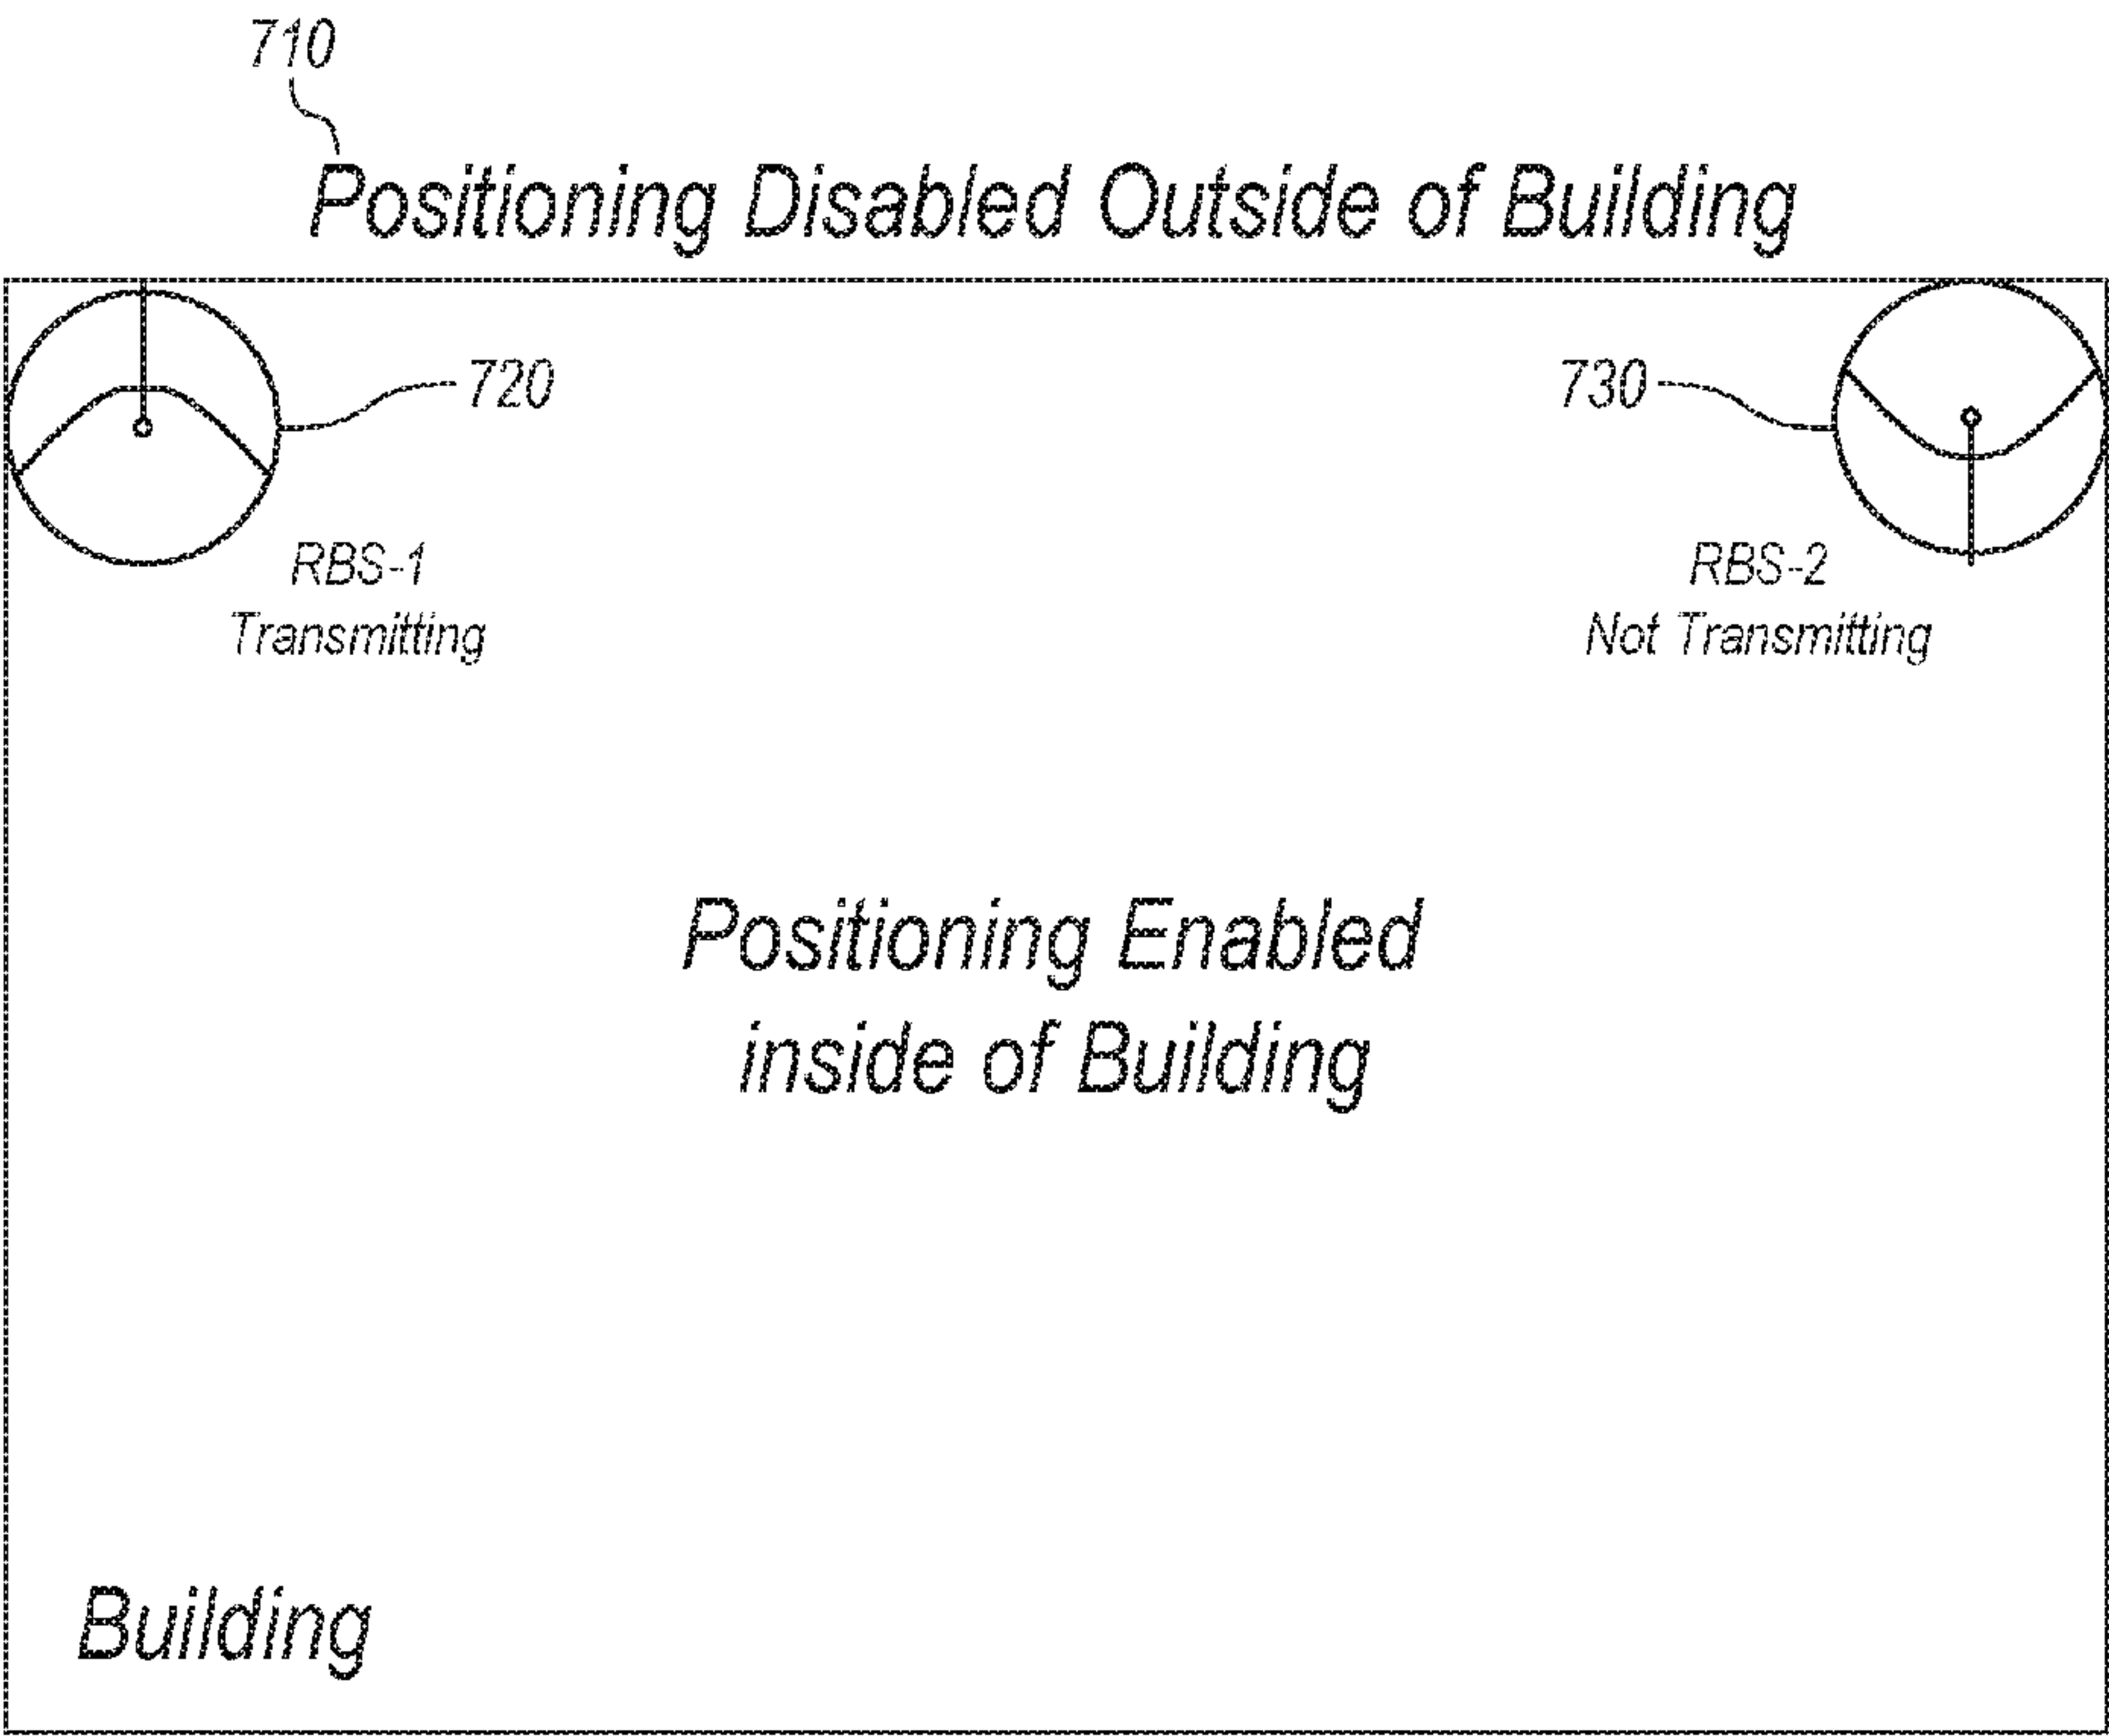 710
Positioning Disabled Outside of Building
720
730
RBS-1
Transmitting
RBS-2
Not Transmitting
Positioning Enabled
inside of Building
Building